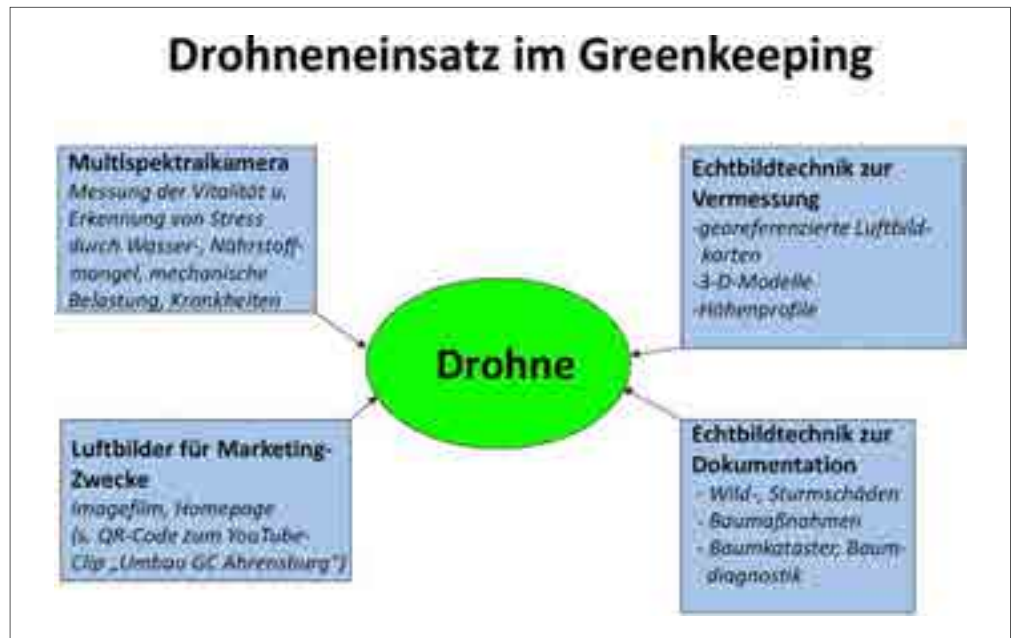 Drohneneinsatz im Greenkeeping
Multispektralkamera
Messung der Vitalität u.
Erkennung von Stress
durch Wasser-, Nährstoff-
mangel, mechanische
Belastung, Krankheiten
Echtbildtechnik zur
Vermessung
-georeferenzierte Luftbild-
karten
-3-D-Modelle
-Höhenprofile
Drohne
Luftbilder für Marketing-
Zwecke
Imagefilm, Homepage
(s. QR-Code zum YouTube-
Clip „Umbau GC Ahrensburg")
Echtbildtechnik zur
Dokumentation
- Wild-, Sturmschäden
- Baumaßnahmen
- Baumkataster, Baum-
diagnostik